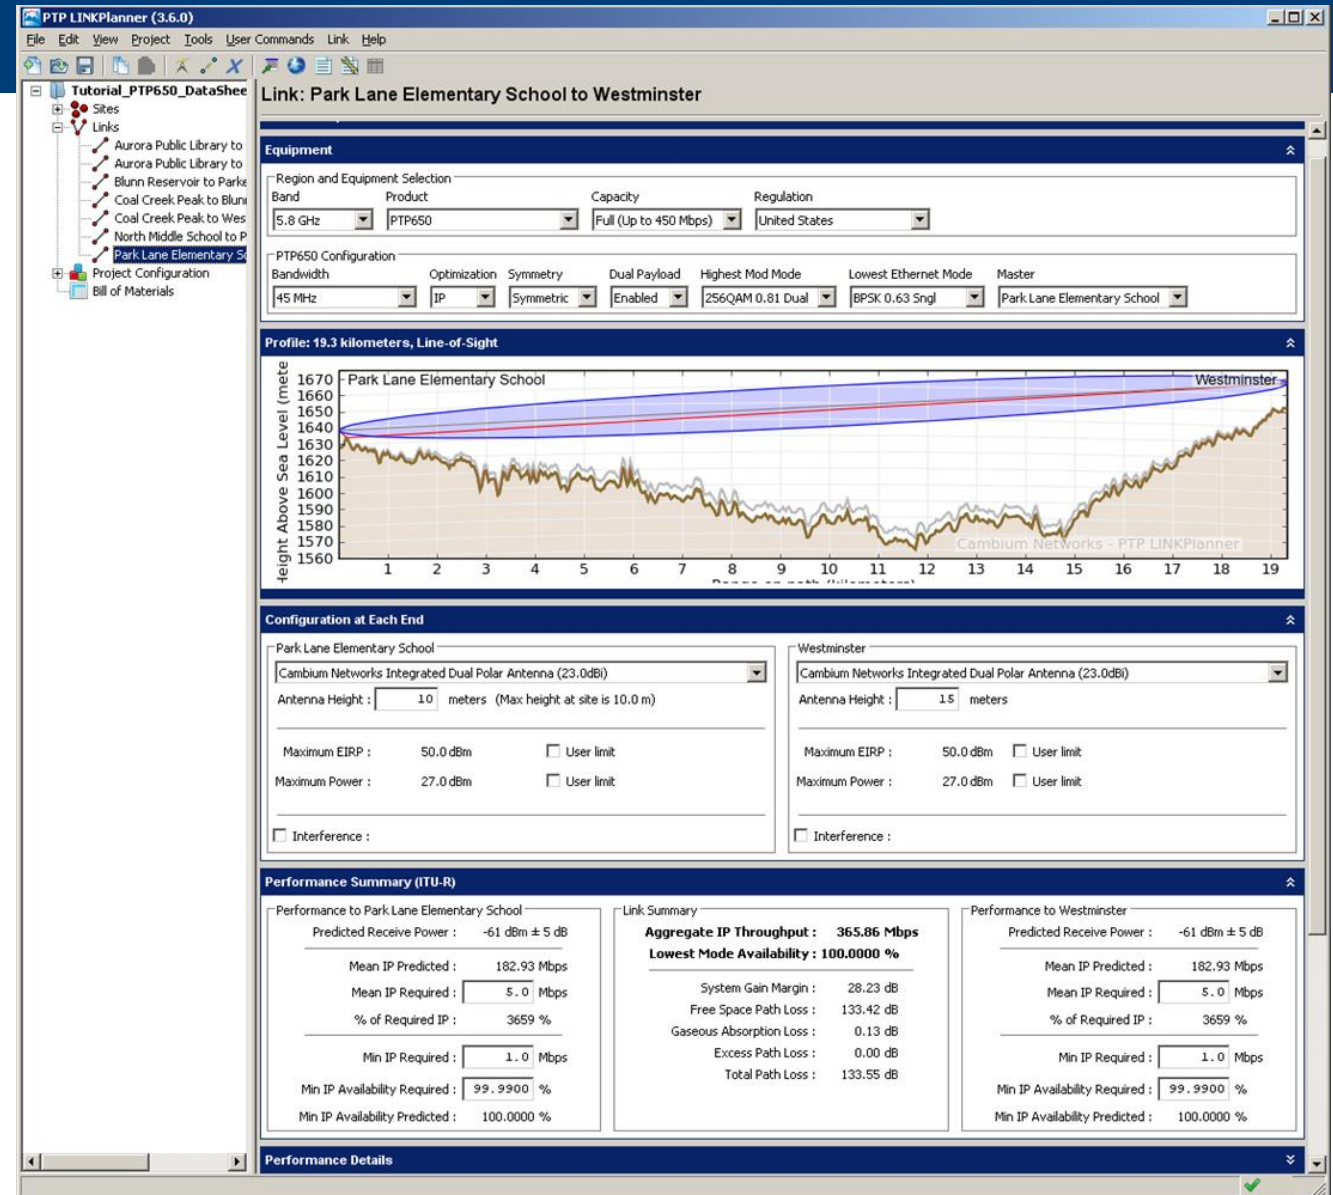 PTP LINKPlanner (3.6.0)
File Edit View Project Tools User Commands Link Help
Tutorial_PTP650_DataShee
Sites
Links
Aurora Public Library to
Aurora Public Library to
Blunn Reservoir to Parke
Coal Creek Peak to Blun
Coal Creek Peak to Wes
North Middle School to P
Park Lane Elementary Sc
Project Configuration
Bill of Materials
Link: Park Lane Elementary School to Westminster
Equipment
Region and Equipment Selection
Band Product Capacity Regulation
5.8 GHz PTP650 Full (Up to 450 Mbps) United States
PTP650 Configuration
Bandwidth Optimization Symmetry Dual Payload Highest Mod Mode Lowest Ethernet Mode Master
45 MHz IP Symmetric Enabled 256QAM 0.81 Dual BPSK 0.63 Sngl Park Lane Elementary School
Profile: 19.3 kilometers, Line-of-Sight
Height Above Sea Level (mete
1670
1660
1650
1640
1630
1620
1610
1600
1590
1580
1570
1560
Park Lane Elementary School
Westminster
Cambium Networks - PTP LINKPlanner
1 2 3 4 5 6 7 8 9 10 11 12 13 14 15 16 17 18 19
Range on path (kilometers)
Configuration at Each End
Park Lane Elementary School
Cambium Networks Integrated Dual Polar Antenna (23.0dBi)
Antenna Height : 10 meters (Max height at site is 10.0 m)
Maximum EIRP : 50.0 dBm User limit
Maximum Power : 27.0 dBm User limit
Interference :
Westminster
Cambium Networks Integrated Dual Polar Antenna (23.0dBi)
Antenna Height : 15 meters
Maximum EIRP : 50.0 dBm User limit
Maximum Power : 27.0 dBm User limit
Interference :
Performance Summary (ITU-R)
Performance to Park Lane Elementary School
Predicted Receive Power : -61 dBm ± 5 dB
Mean IP Predicted : 182.93 Mbps
Mean IP Required : 5.0 Mbps
% of Required IP : 3659 %
Min IP Required : 1.0 Mbps
Min IP Availability Required : 99.9900 %
Min IP Availability Predicted : 100.0000 %
Link Summary
Aggregate IP Throughput : 365.86 Mbps
Lowest Mode Availability : 100.0000 %
System Gain Margin : 28.23 dB
Free Space Path Loss : 133.42 dB
Gaseous Absorption Loss : 0.13 dB
Excess Path Loss : 0.00 dB
Total Path Loss : 133.55 dB
Performance to Westminster
Predicted Receive Power : -61 dBm ± 5 dB
Mean IP Predicted : 182.93 Mbps
Mean IP Required : 5.0 Mbps
% of Required IP : 3659 %
Min IP Required : 1.0 Mbps
Min IP Availability Required : 99.9900 %
Min IP Availability Predicted : 100.0000 %
Performance Details